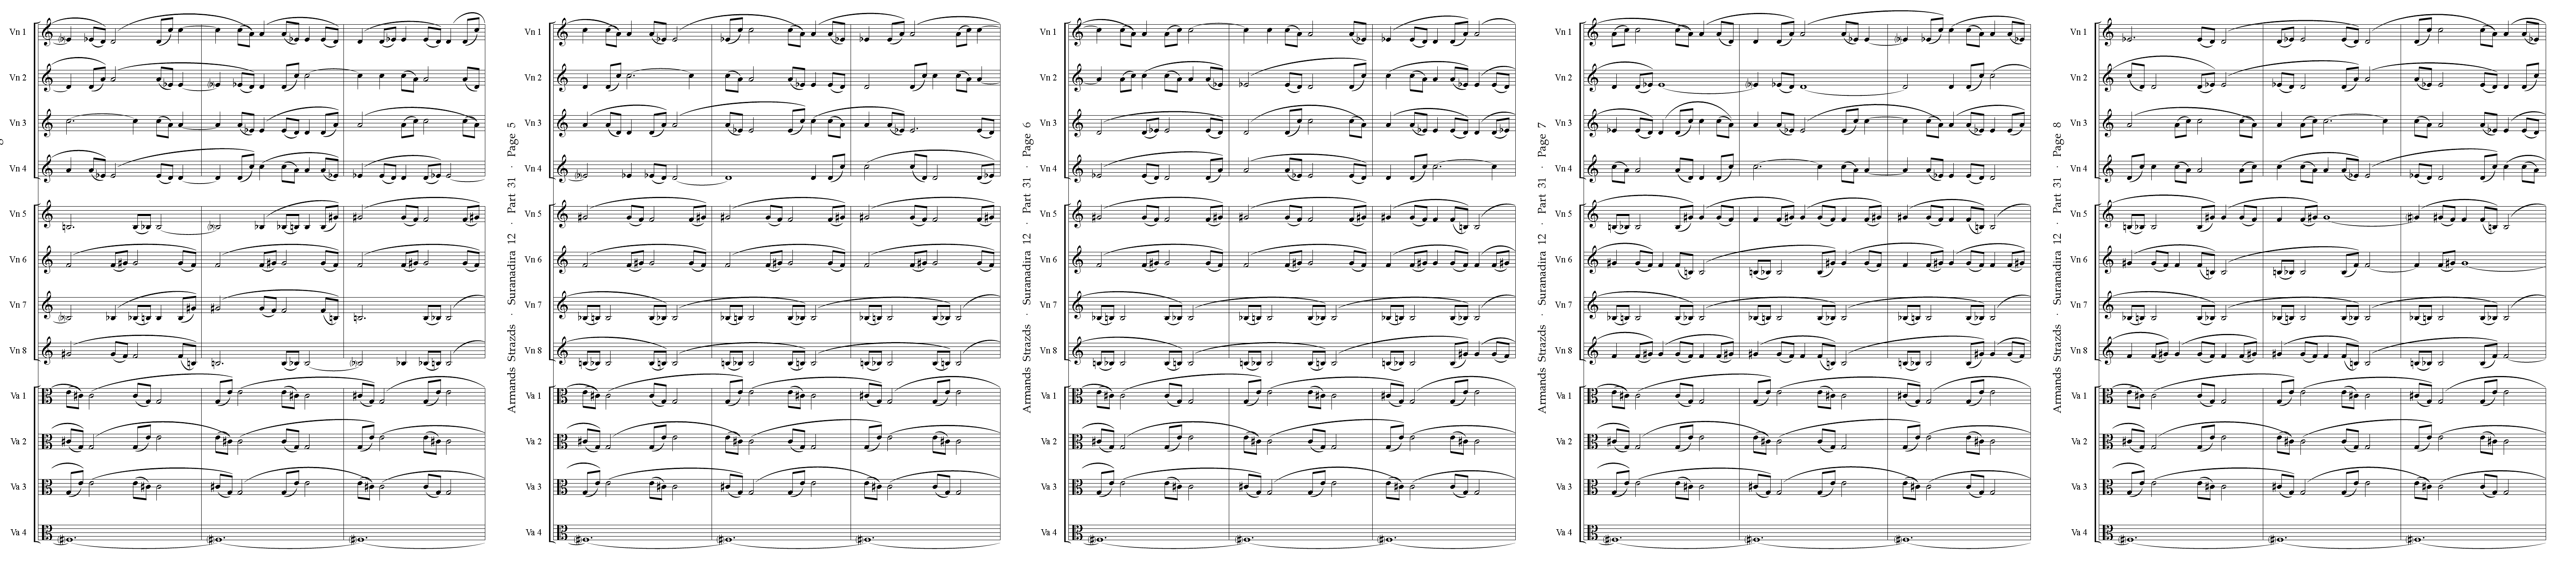 Vn 1
Vn 2
Vn 3
Vn 4
Vn 5
Vn 6
Vn 7
Vn 8
Va 1
Va 2
Va 3
Va 4
Armands Strazds · Suranadira 12 · Part 31 · Page 5
Vn 1
Vn 2
Vn 3
Vn 4
Vn 5
Vn 6
Vn 7
Vn 8
Va 1
Va 2
Va 3
Va 4
Armands Strazds · Suranadira 12 · Part 31 · Page 6
Vn 1
Vn 2
Vn 3
Vn 4
Vn 5
Vn 6
Vn 7
Vn 8
Va 1
Va 2
Va 3
Va 4
Armands Strazds · Suranadira 12 · Part 31 · Page 7
Vn 1
Vn 2
Vn 3
Vn 4
Vn 5
Vn 6
Vn 7
Vn 8
Va 1
Va 2
Va 3
Va 4
Armands Strazds · Suranadira 12 · Part 31 · Page 8
Vn 1
Vn 2
Vn 3
Vn 4
Vn 5
Vn 6
Vn 7
Vn 8
Va 1
Va 2
Va 3
Va 4